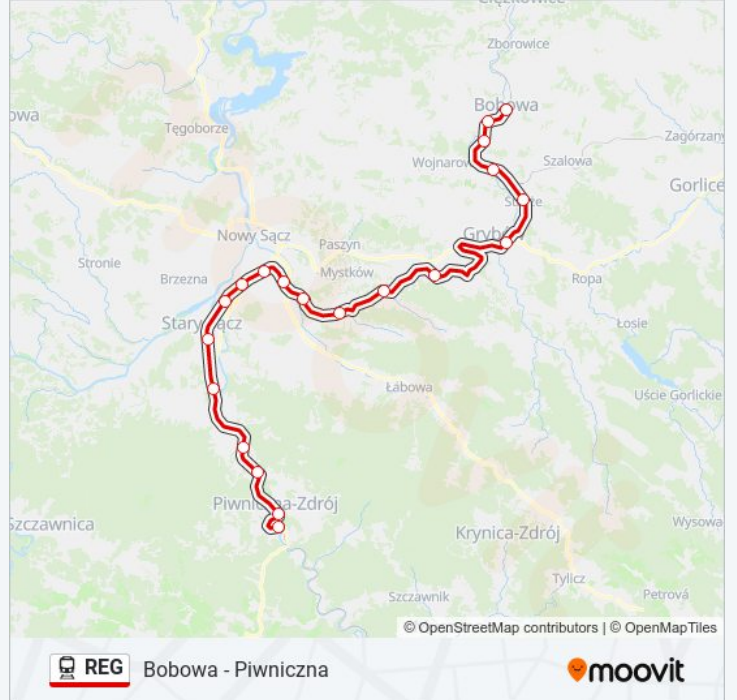 Ciężkowice
Zborowice
Bobowa
owa
Tęgoborze
Zagórzany
Wojnarow
Szalowa
Gorlice
Stróże
Nowy Sącz
Grybów
Paszyn
Stronie
Mystków
Brzezna
Ropa
Stary Sącz
Łosie
Łabowa
Uście Gorlickie
Piwniczna-Zdrój
Szczawnica
Krynica-Zdrój
Wysowa
Tylicz
Szczawnik
Petrová
© OpenStreetMap contributors | © OpenMapTiles
REG Bobowa - Piwniczna moovit